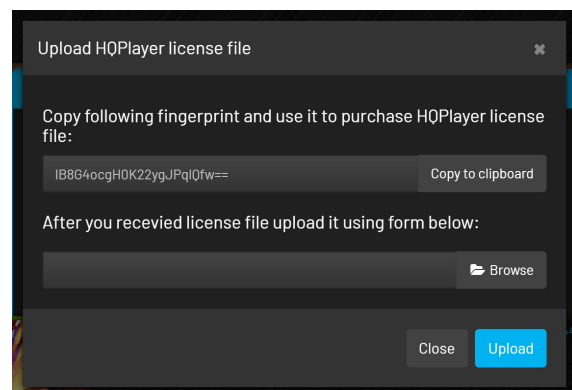 Upload HQPlayer license file
Copy following fingerprint and use it to purchase HQPlayer license
file:
IB8G4ocgH0K22ygJPqIQfw==
Copy to clipboard
After you recevied license file upload it using form below:
Browse
Close
Upload